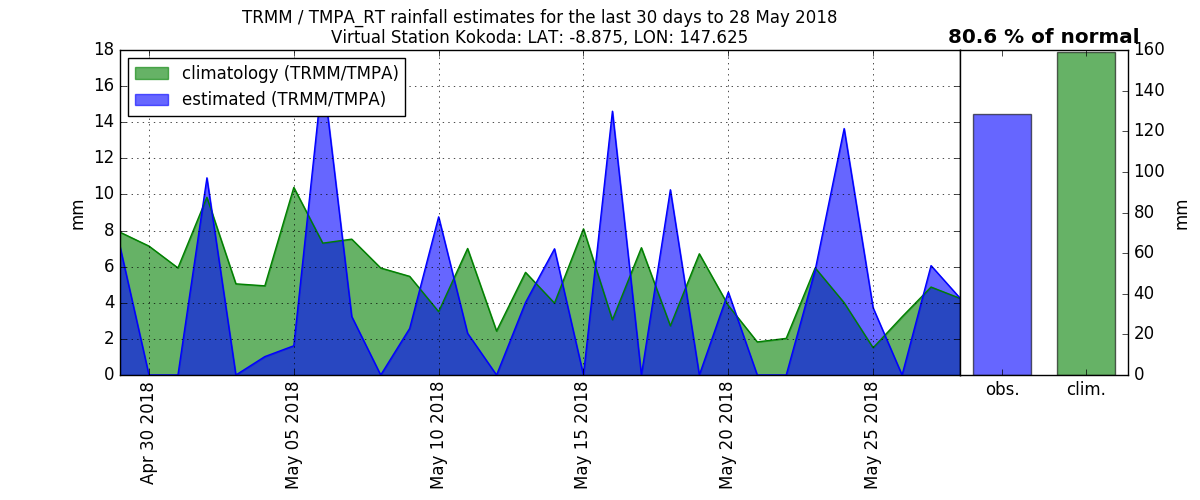 TRMM / TMPA_RT rainfall estimates for the last 30 days to 28 May 2018
Virtual Station Kokoda: LAT: -8.875, LON: 147.625
80.6 % of normal
climatology (TRMM/TMPA)
estimated (TRMM/TMPA)
18
16
14
12
10
8
6
4
2
0
mm
Apr 30 2018
May 05 2018
May 10 2018
May 15 2018
May 20 2018
May 25 2018
160
140
120
100
80
60
40
20
0
mm
obs.
clim.